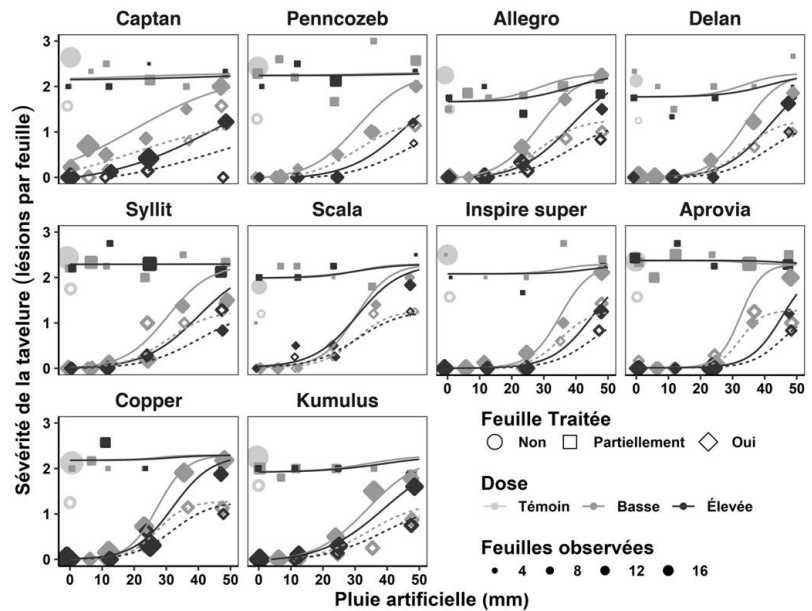 Captan
Penncozeb
Allegro
Delan
3
2
1
0
Syllit
Scala
Inspire super
Aprovia
3
2
1
0
0 10 20 30 40 50
0 10 20 30 40 50
Copper
Kumulus
3
2
1
0
0 10 20 30 40 50
0 10 20 30 40 50
Sévérité de la tavelure (lésions par feuille)
Pluie artificielle (mm)
Feuille Traitée
Non Partiellement Oui
Dose
Témoin Basse Élevée
Feuilles observées
4 8 12 16